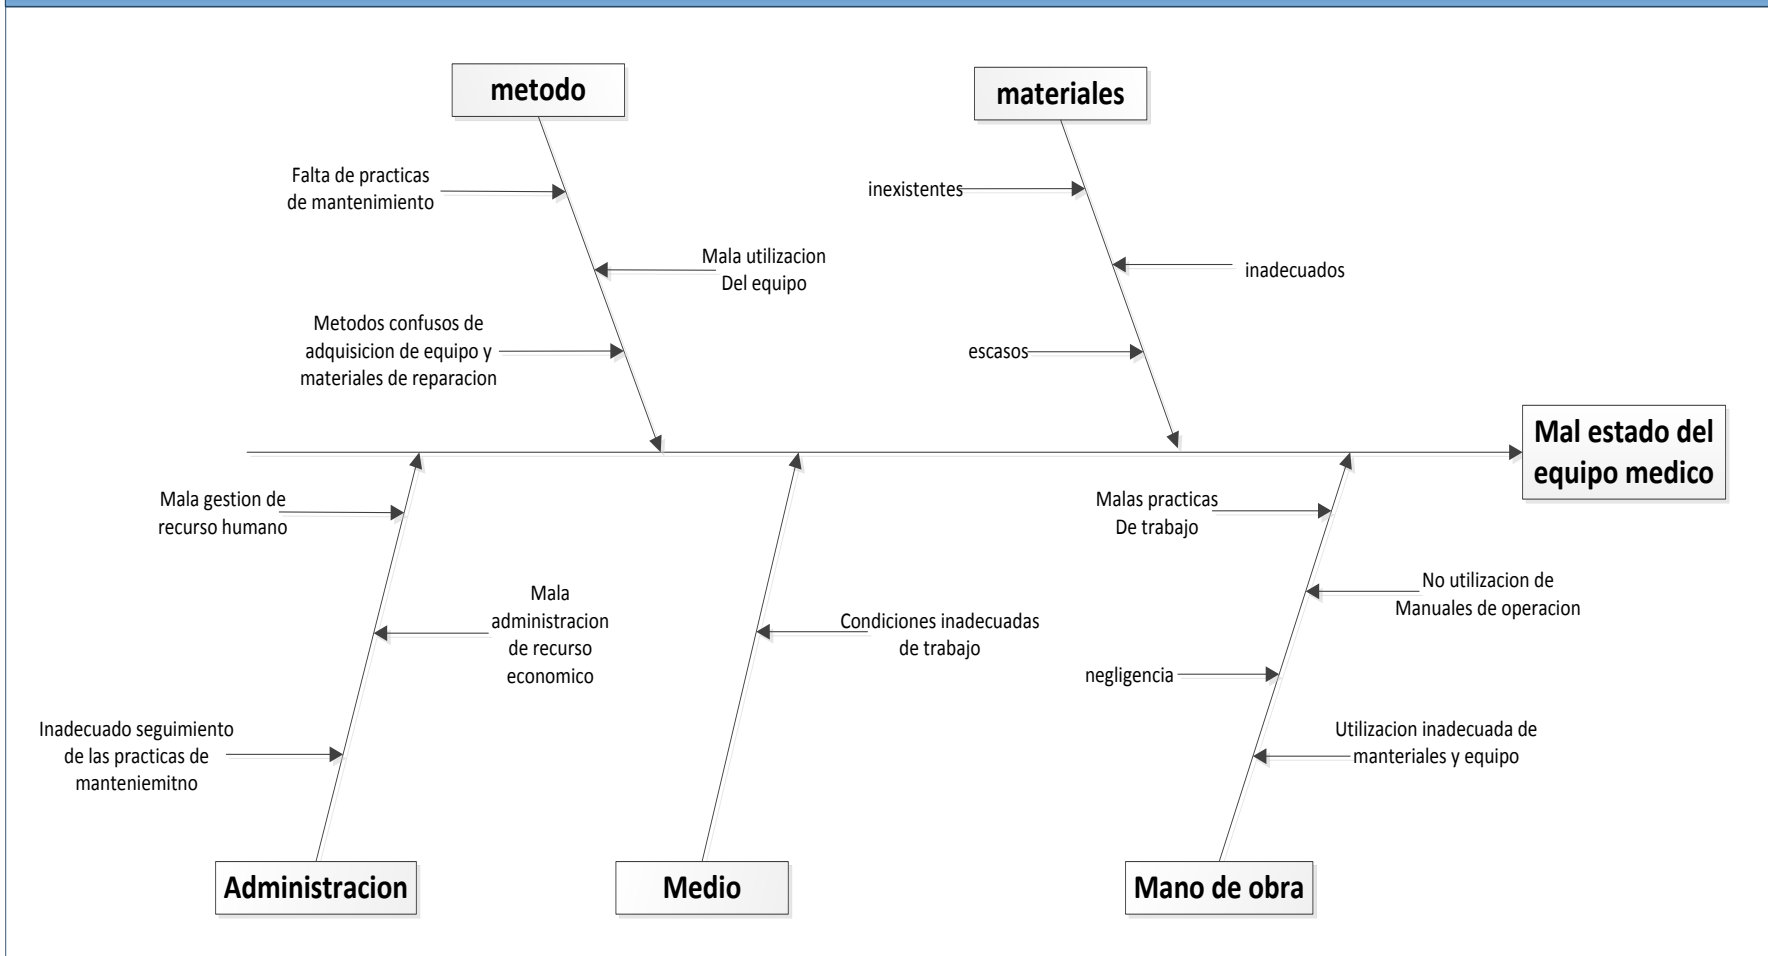 metodo
materiales
Falta de practicas
de mantenimiento
inexistentes
Mala utilizacion
Del equipo
inadecuados
Metodos confusos de
adquisicion de equipo y
materiales de reparacion
escasos
Mal estado del
equipo medico
Mala gestion de
recurso humano
Malas practicas
De trabajo
Mala
administracion
de recurso
economico
Condiciones inadecuadas
de trabajo
No utilizacion de
Manuales de operacion
negligencia
Inadecuado seguimiento
de las practicas de
manteniemitno
Utilizacion inadecuada de
manteriales y equipo
Administracion
Medio
Mano de obra